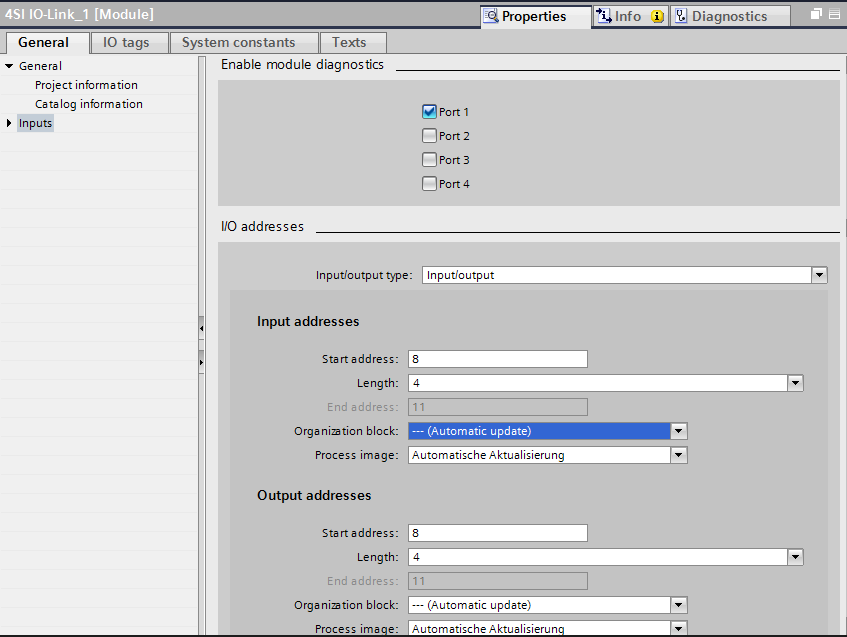 4SI IO-Link_1 [Module]
Properties
Info
Diagnostics
General
IO tags
System constants
Texts
General
Project information
Catalog information
Inputs
Enable module diagnostics
Port 1
Port 2
Port 3
Port 4
I/O addresses
Input/output type: Input/output
Input addresses
Start address: 8
Length: 4
End address: 11
Organization block: --- (Automatic update)
Process image: Automatische Aktualisierung
Output addresses
Start address: 8
Length: 4
End address: 11
Organization block: --- (Automatic update)
Process image: Automatische Aktualisierung